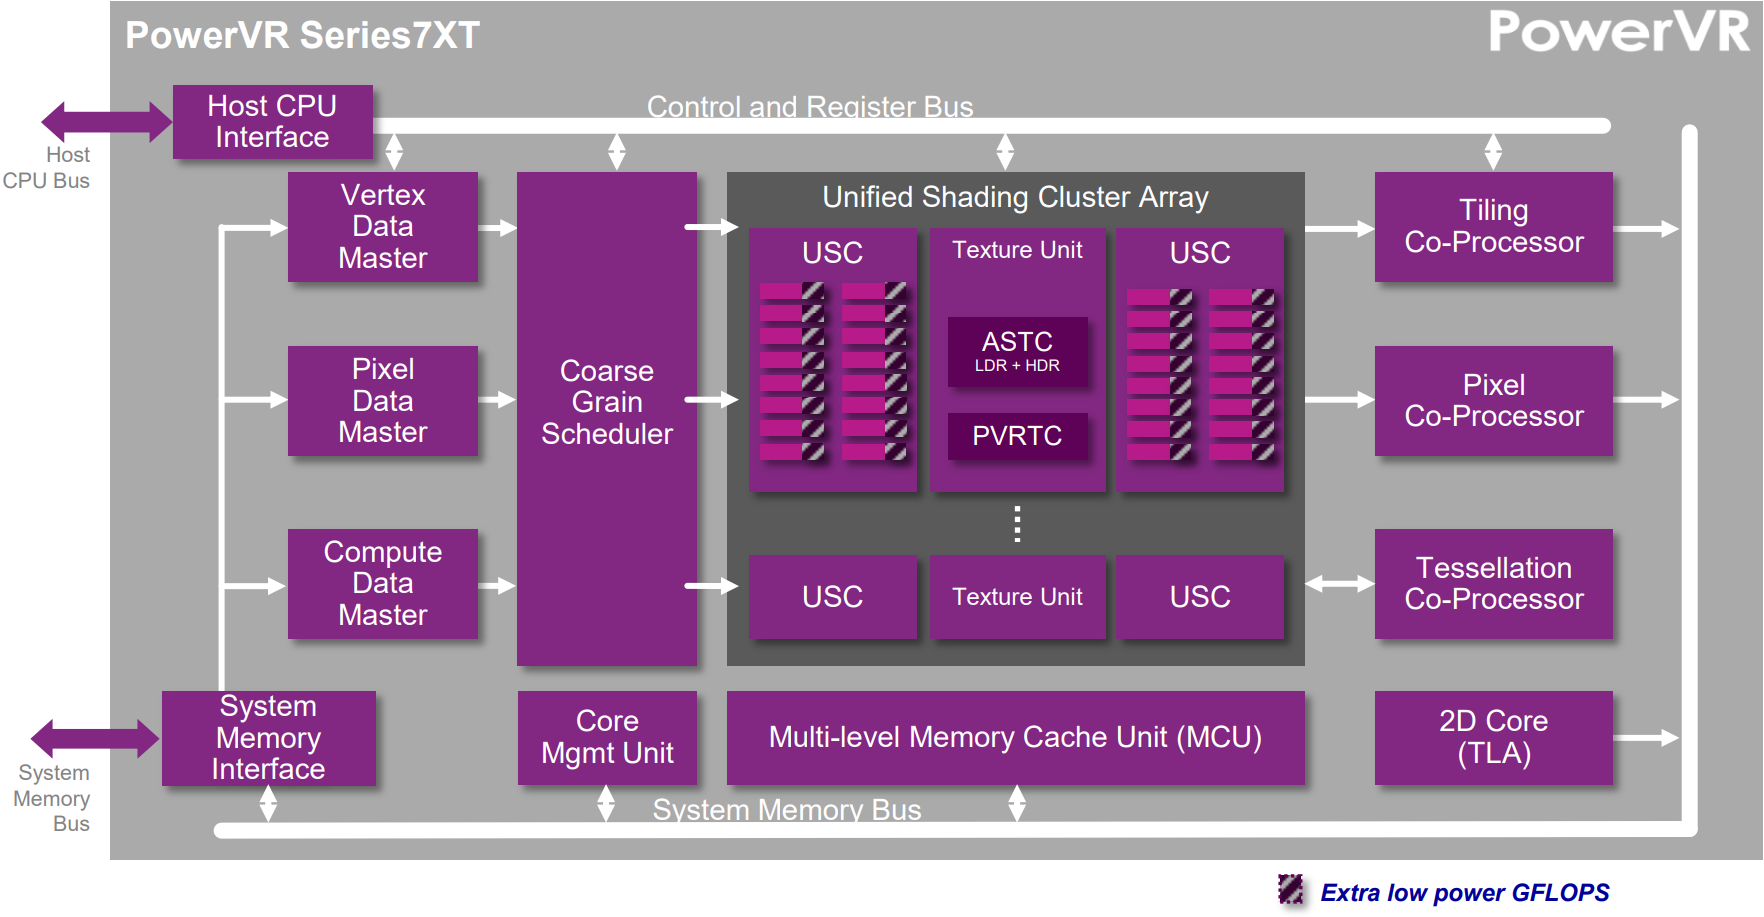 PowerVR Series7XT
PowerVR
Host CPU
Interface
Control and Register Bus
Host
CPU Bus
Vertex
Data
Master
Pixel
Data
Master
Compute
Data
Master
Coarse
Grain
Scheduler
Unified Shading Cluster Array
USC
Texture Unit
ASTC
LDR + HDR
PVRTC
USC
USC
Texture Unit
USC
Tiling
Co-Processor
Pixel
Co-Processor
Tessellation
Co-Processor
System
Memory
Interface
System
Memory
Bus
Core
Mgmt Unit
Multi-level Memory Cache Unit (MCU)
2D Core
(TLA)
System Memory Bus
Extra low power GFLOPS